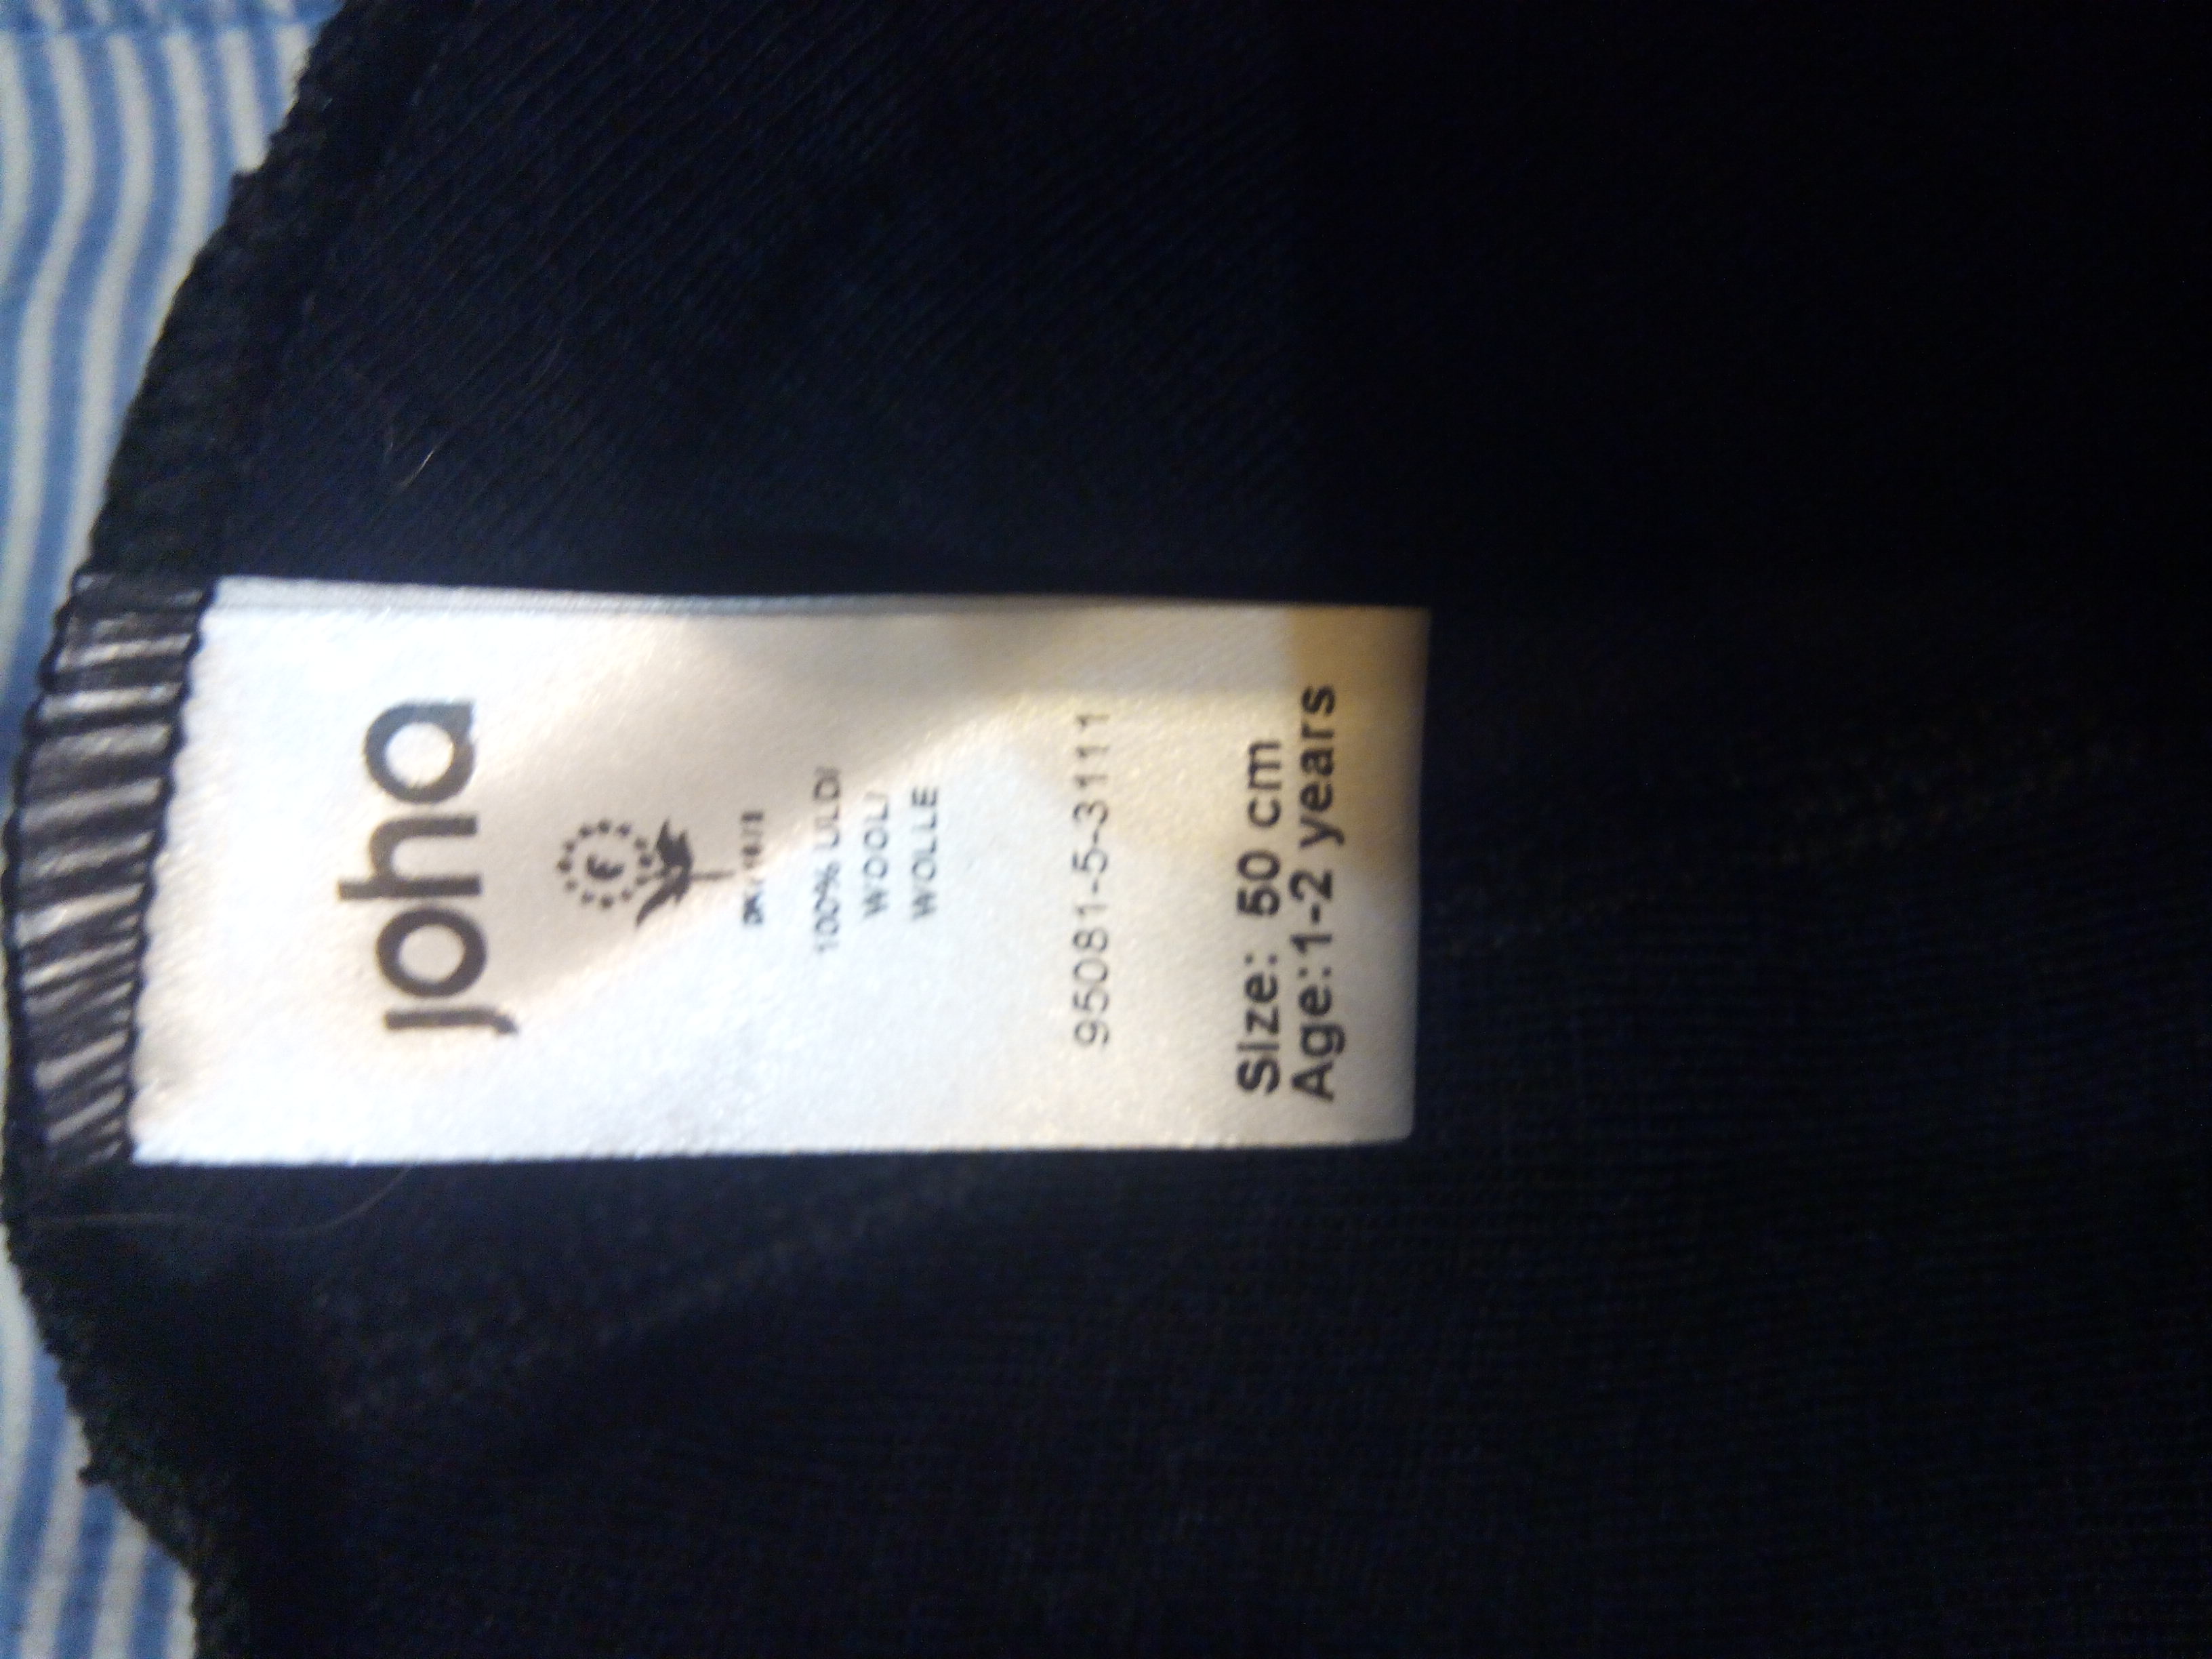 joha
100% ULD/
WOOL/
WOLLE
95081-5-3111
Size: 50 cm
Age:1-2 years